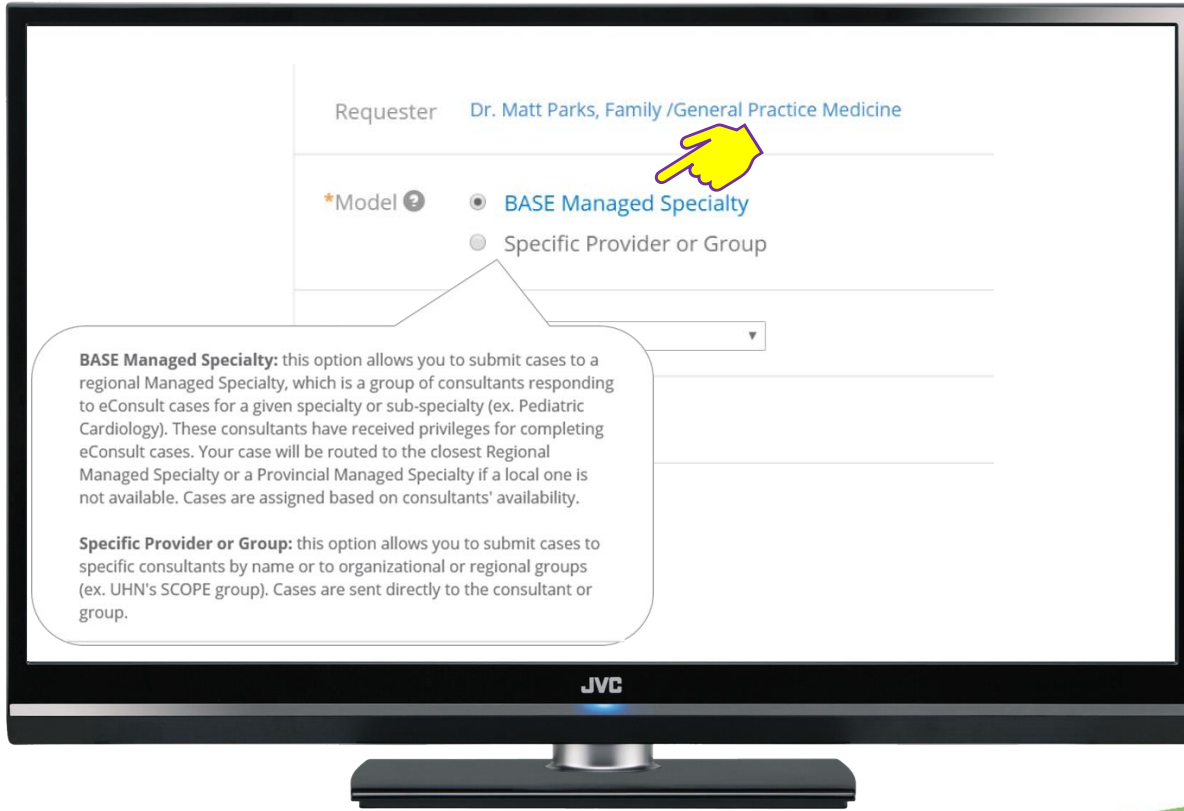 Requester Dr. Matt Parks, Family /General Practice Medicine
*Model ? BASE Managed Specialty
Specific Provider or Group
BASE Managed Specialty: this option allows you to submit cases to a
regional Managed Specialty, which is a group of consultants responding
to eConsult cases for a given specialty or sub-specialty (ex. Pediatric
Cardiology). These consultants have received privileges for completing
eConsult cases. Your case will be routed to the closest Regional
Managed Specialty or a Provincial Managed Specialty if a local one is
not available. Cases are assigned based on consultants' availability.
Specific Provider or Group: this option allows you to submit cases to
specific consultants by name or to organizational or regional groups
(ex. UHN's SCOPE group). Cases are sent directly to the consultant or
group.
JVC